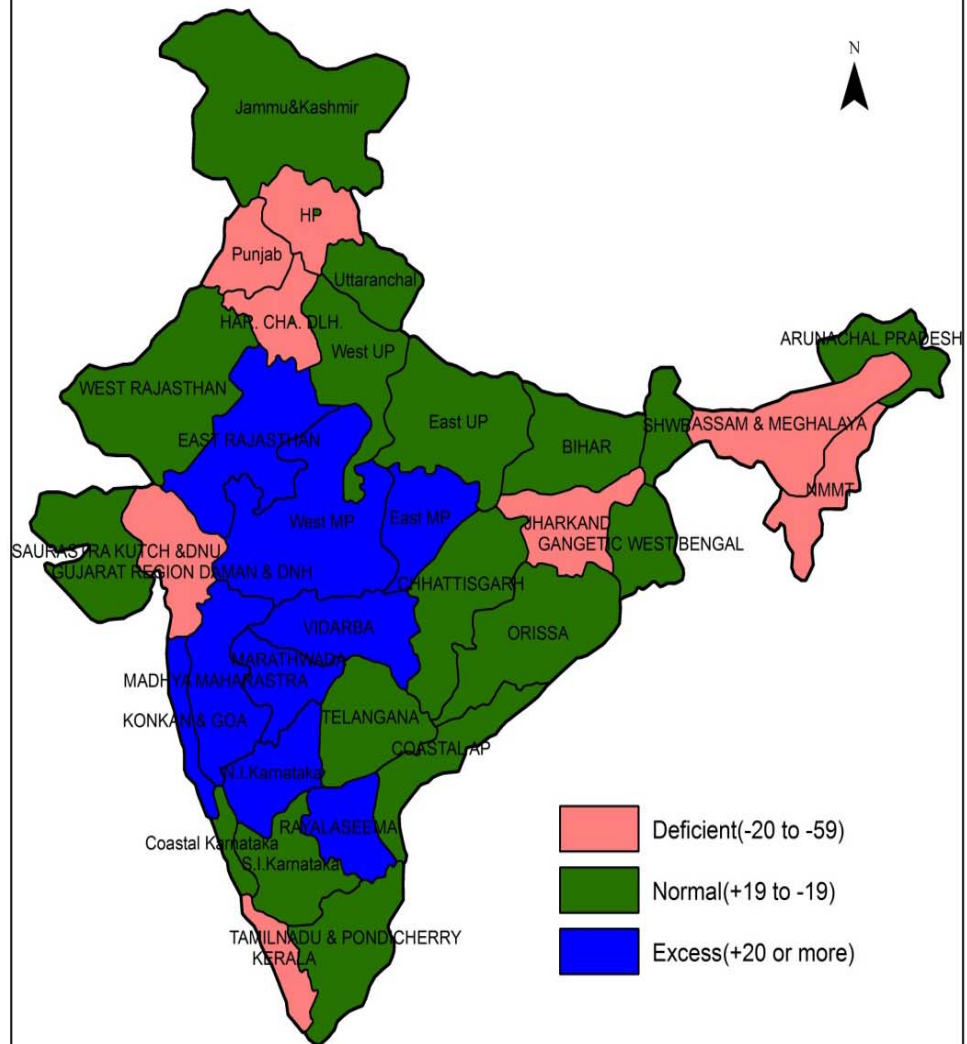 N
Jammu&Kashmir
HP
Punjab
Uttaranchal
HAR. CHA. DLH.
West UP
ARUNACHAL PRADESH
WEST RAJASTHAN
East UP
SHWB
ASSAM & MEGHALAYA
EAST RAJASTHAN
BIHAR
NMMT
West MP
East MP
JHARKAND
GANGETIC WEST BENGAL
SAURASTRA KUTCH &DNU
GUJARAT REGION DAMAN & DNH
CHHATTISGARH
VIDARBA
ORISSA
MARATHWADA
MADHYA MAHARASTRA
KONKAN & GOA
TELANGANA
COASTAL AP
N.I.Karnataka
RAYALASEEMA
Coastal Karnataka
S.I.Karnataka
TAMILNADU & PONDICHERRY
KERALA
Deficient(-20 to -59)
Normal(+19 to -19)
Excess(+20 or more)